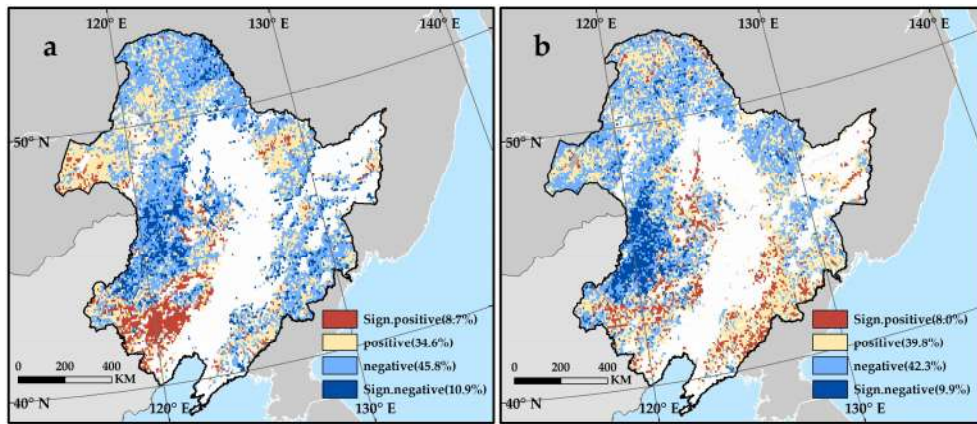 120° E
130° E
140° E
a
50° N
Sign.positive(8.7%)
positive(34.6%)
negative(45.8%)
Sign.negative(10.9%)
0 200 400
KM
40° N
120° E
130° E
120° E
130° E
140° E
b
50° N
Sign.positive(8.0%)
positive(39.8%)
negative(42.3%)
Sign.negative(9.9%)
0 200 400
KM
40° N
120° E
130° E